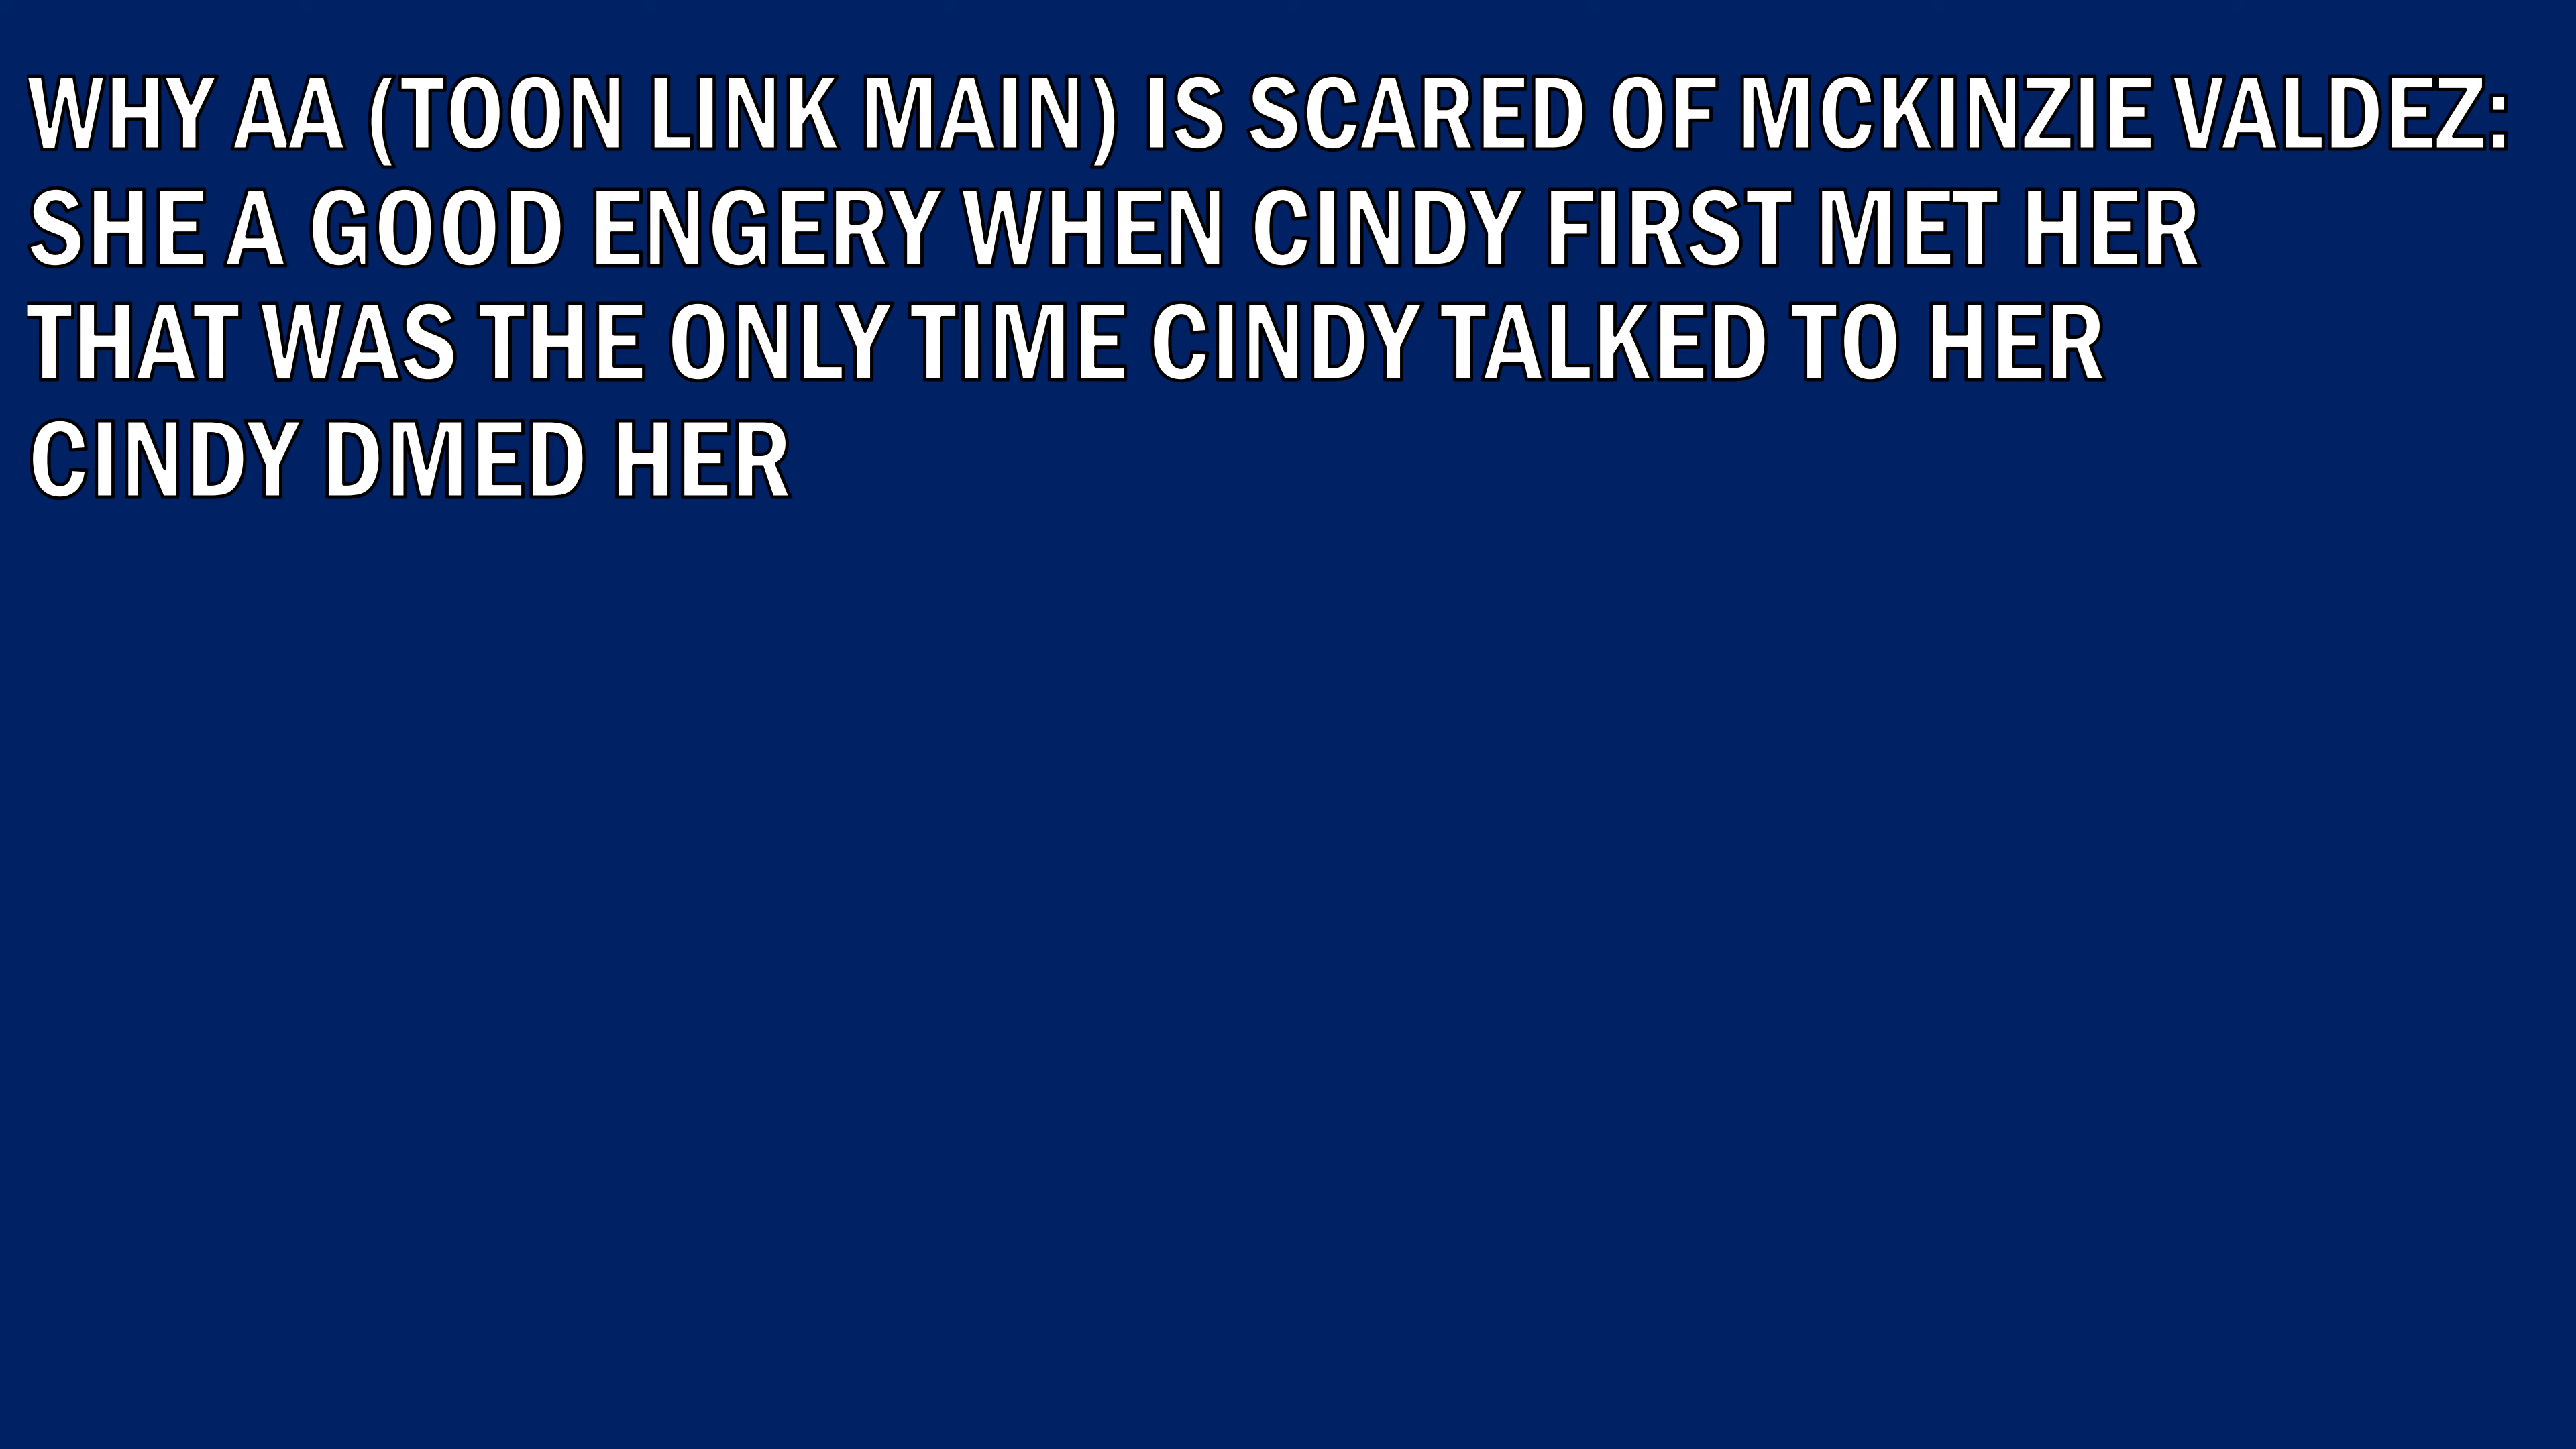 WHY AA (TOON LINK MAIN) IS SCARED OF MCKINZIE VALDEZ:
SHE A GOOD ENGERY WHEN CINDY FIRST MET HER
THAT WAS THE ONLY TIME CINDY TALKED TO HER
CINDY DMED HER